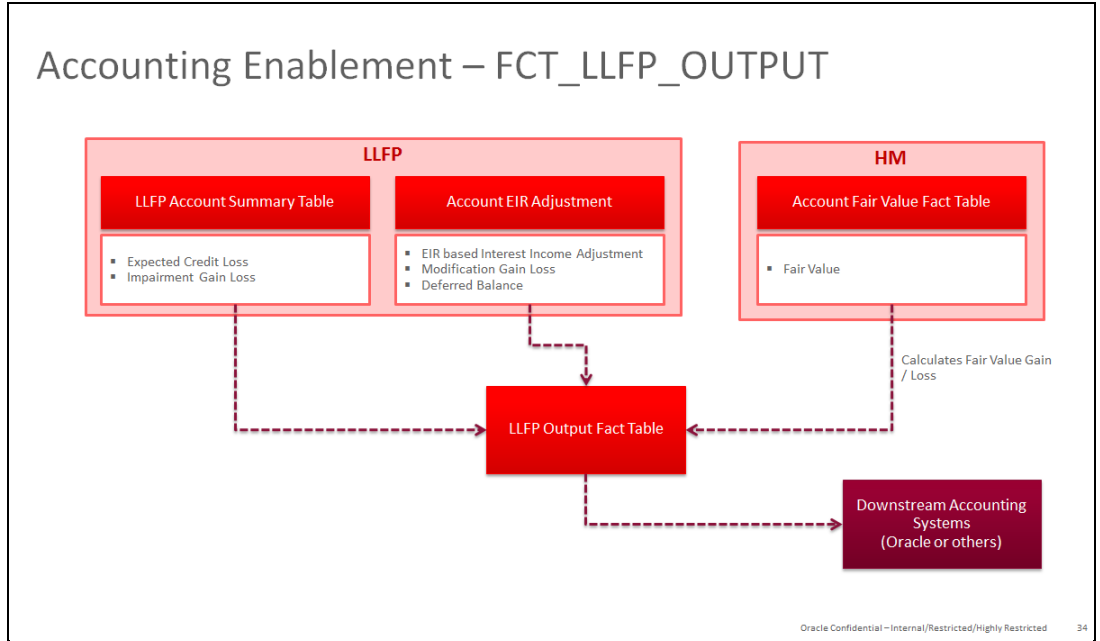 Accounting Enablement – FCT_LLFP_OUTPUT
LLFP
LLFP Account Summary Table
▪ Expected Credit Loss
▪ Impairment Gain Loss
Account EIR Adjustment
▪ EIR based Interest Income Adjustment
▪ Modification Gain Loss
▪ Deferred Balance
HM
Account Fair Value Fact Table
▪ Fair Value
Calculates Fair Value Gain
/ Loss
LLFP Output Fact Table
Downstream Accounting
Systems
(Oracle or others)
Oracle Confidential – Internal/Restricted/Highly Restricted
34